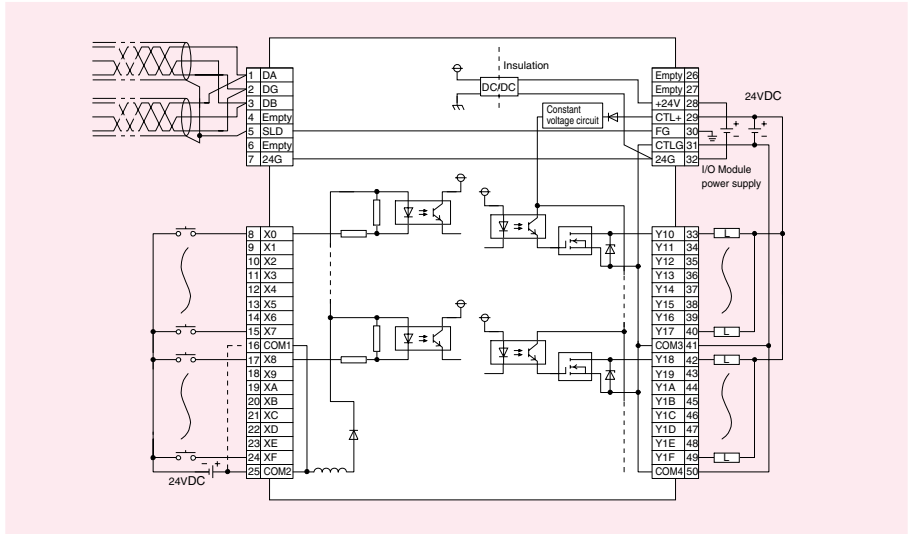 Insulation
DC/DC
Constant
voltage circuit
1 DA
2 DG
3 DB
4 Empty
5 SLD
6 Empty
7 24G
Empty 26
Empty 27
+24V 28
CTL+ 29
FG 30
CTLG 31
24G 32
24VDC
+
−
+
−
I/O Module
power supply
8 X0
9 X1
10 X2
11 X3
12 X4
13 X5
14 X6
15 X7
16 COM1
17 X8
18 X9
19 XA
20 XB
21 XC
22 XD
23 XE
24 XF
25 COM2
− +
24VDC
Y10 33 L
Y11 34
Y12 35
Y13 36
Y14 37
Y15 38
Y16 39
Y17 40 L
COM3 41
Y18 42 L
Y19 43
Y1A 44
Y1B 45
Y1C 46
Y1D 47
Y1E 48
Y1F 49 L
COM4 50